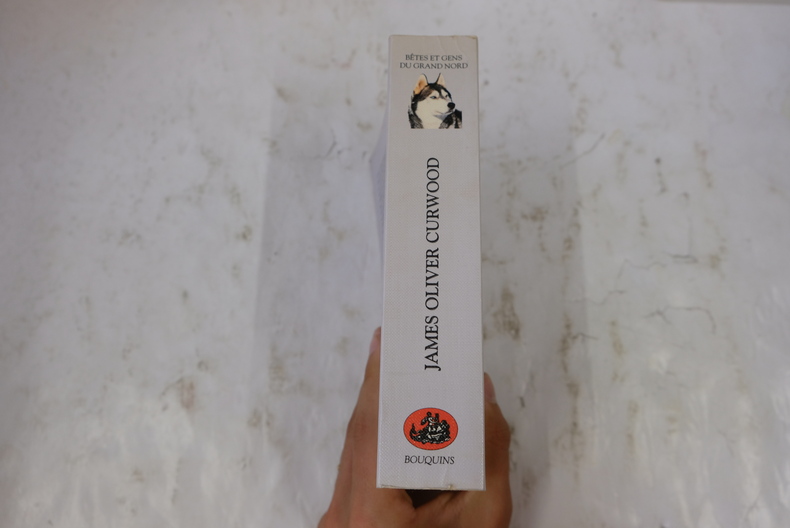 BÊTES ET GENS
DU GRAND NORD
JAMES OLIVER CURWOOD
BOUQUINS